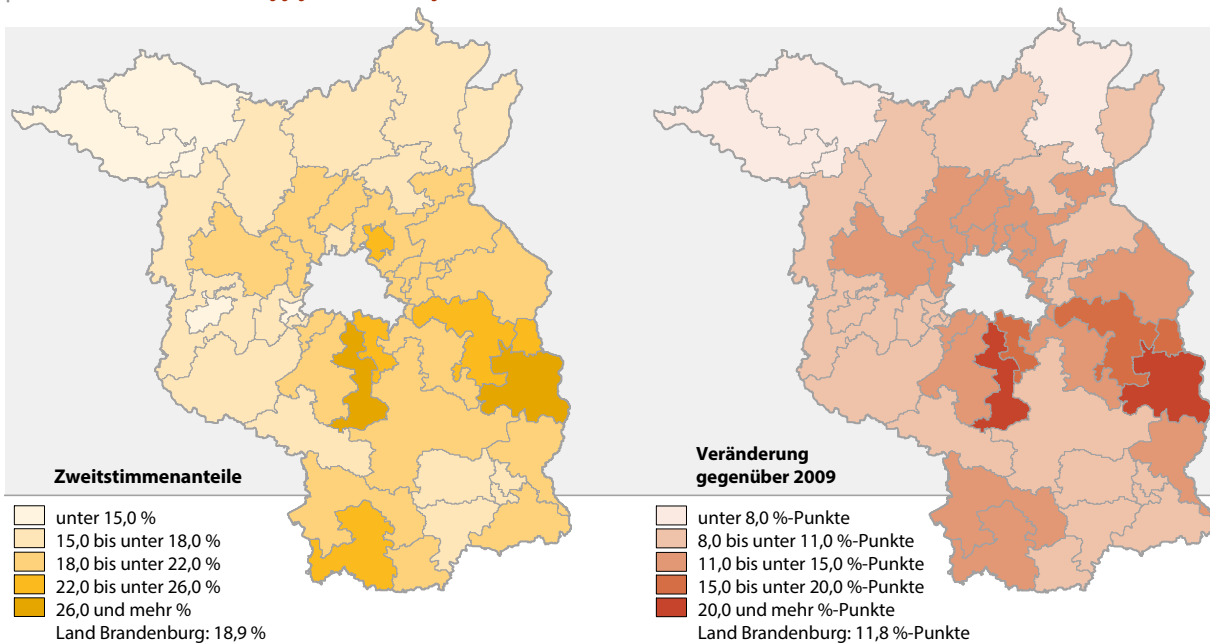 Zweitstimmenanteile
unter 15,0 %
15,0 bis unter 18,0 %
18,0 bis unter 22,0 %
22,0 bis unter 26,0 %
26,0 und mehr %
Land Brandenburg: 18,9 %
Veränderung
gegenüber 2009
unter 8,0 %-Punkte
8,0 bis unter 11,0 %-Punkte
11,0 bis unter 15,0 %-Punkte
15,0 bis unter 20,0 %-Punkte
20,0 und mehr %-Punkte
Land Brandenburg: 11,8 %-Punkte